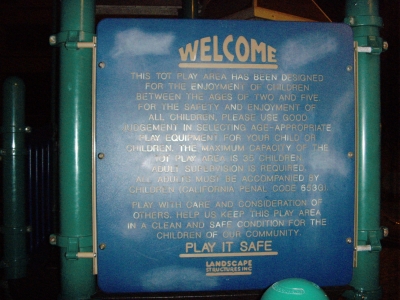 WELCOME
THIS TOT PLAY AREA HAS BEEN DESIGNED
FOR THE ENJOYMENT OF CHILDREN
BETWEEN THE AGES OF TWO AND FIVE.
FOR THE SAFETY AND ENJOYMENT OF
ALL CHILDREN, PLEASE USE GOOD
JUDGEMENT IN SELECTING AGE-APPROPRIATE
PLAY EQUIPMENT FOR YOUR CHILD OR
CHILDREN. THE MAXIMUM CAPACITY OF THE
TOT PLAY AREA IS 35 CHILDREN.
ADULT SUPERVISION IS REQUIRED.
ALL ADULTS MUST BE ACCOMPANIED BY
CHILDREN (CALIFORNIA PENAL CODE 653G).
PLAY WITH CARE AND CONSIDERATION OF
OTHERS. HELP US KEEP THIS PLAY AREA
IN A CLEAN AND SAFE CONDITION FOR THE
CHILDREN OF OUR COMMUNITY.
PLAY IT SAFE
LANDSCAPE
STRUCTURES INC.